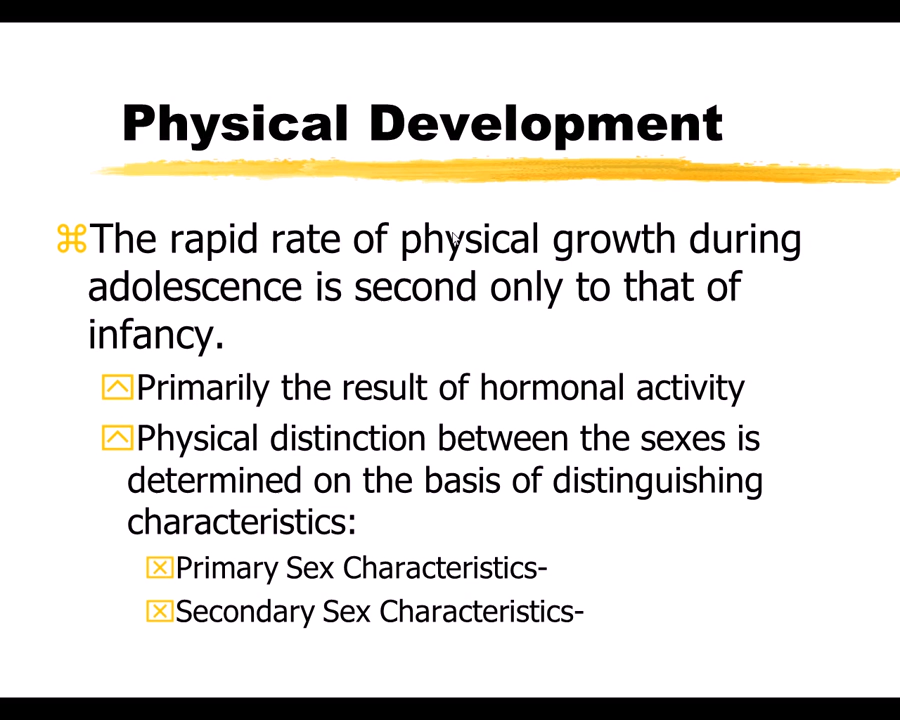 Physical Development
The rapid rate of physical growth during
adolescence is second only to that of
infancy.
Primarily the result of hormonal activity
Physical distinction between the sexes is
determined on the basis of distinguishing
characteristics:
Primary Sex Characteristics-
Secondary Sex Characteristics-